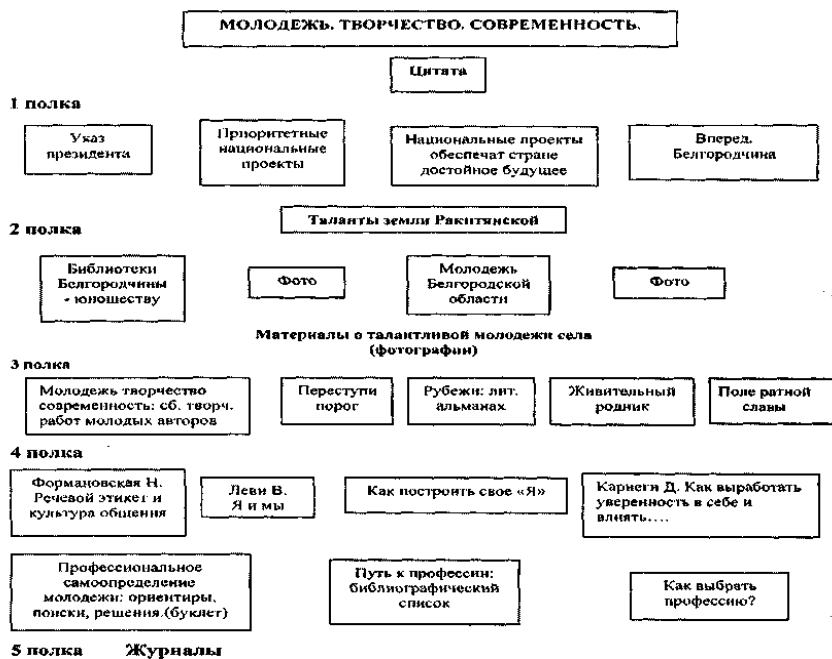 МОЛОДЕЖЬ. ТВОРЧЕСТВО. СОВРЕМЕННОСТЬ.
Цитата
1 полка
Указ
президента
Приоритетные
национальные
проекты
Национальные проекты
обеспечат стране
достойное будущее
Вперед,
Белгородчина
Таланты земли Ракитянской
2 полка
Библиотеки
Белгородчины
- юношеству
Фото
Молодежь
Белгородской
области
Фото
Материалы о талантливой молодежи села
(фотографии)
3 полка
Молодежь творчество
современность: сб. творч.
работ молодых авторов
Переступи
порог
Рубежи: лит.
альманах
Живительный
родник
Поле ратной
славы
4 полка
Формановская Н.
Речевой этикет и
культура общения
Леви В.
Я и мы
Как построить свое «Я»
Карнеги Д. Как выработать
уверенность в себе и
влиять….
Профессиональное
самоопределение
молодежи: ориентиры,
поиски, решения.(буклет)
Путь к профессии:
библиографический
список
Как выбрать
профессию?
5 полка Журналы